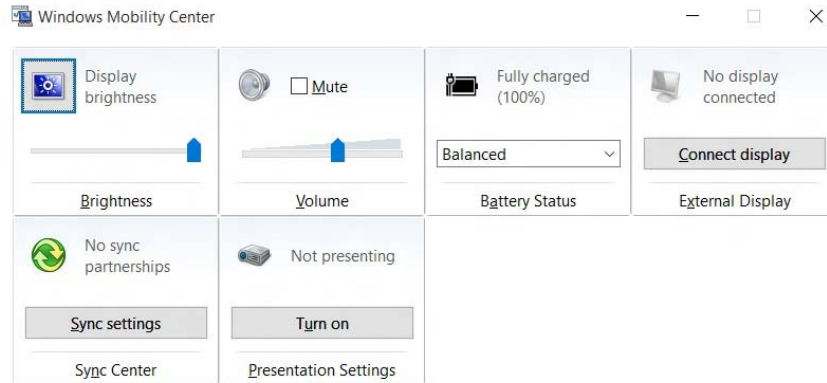 Windows Mobility Center
Display
brightness
Brightness
Mute
Volume
Fully charged
(100%)
Balanced
Battery Status
No display
connected
Connect display
External Display
No sync
partnerships
Sync settings
Sync Center
Not presenting
Turn on
Presentation Settings